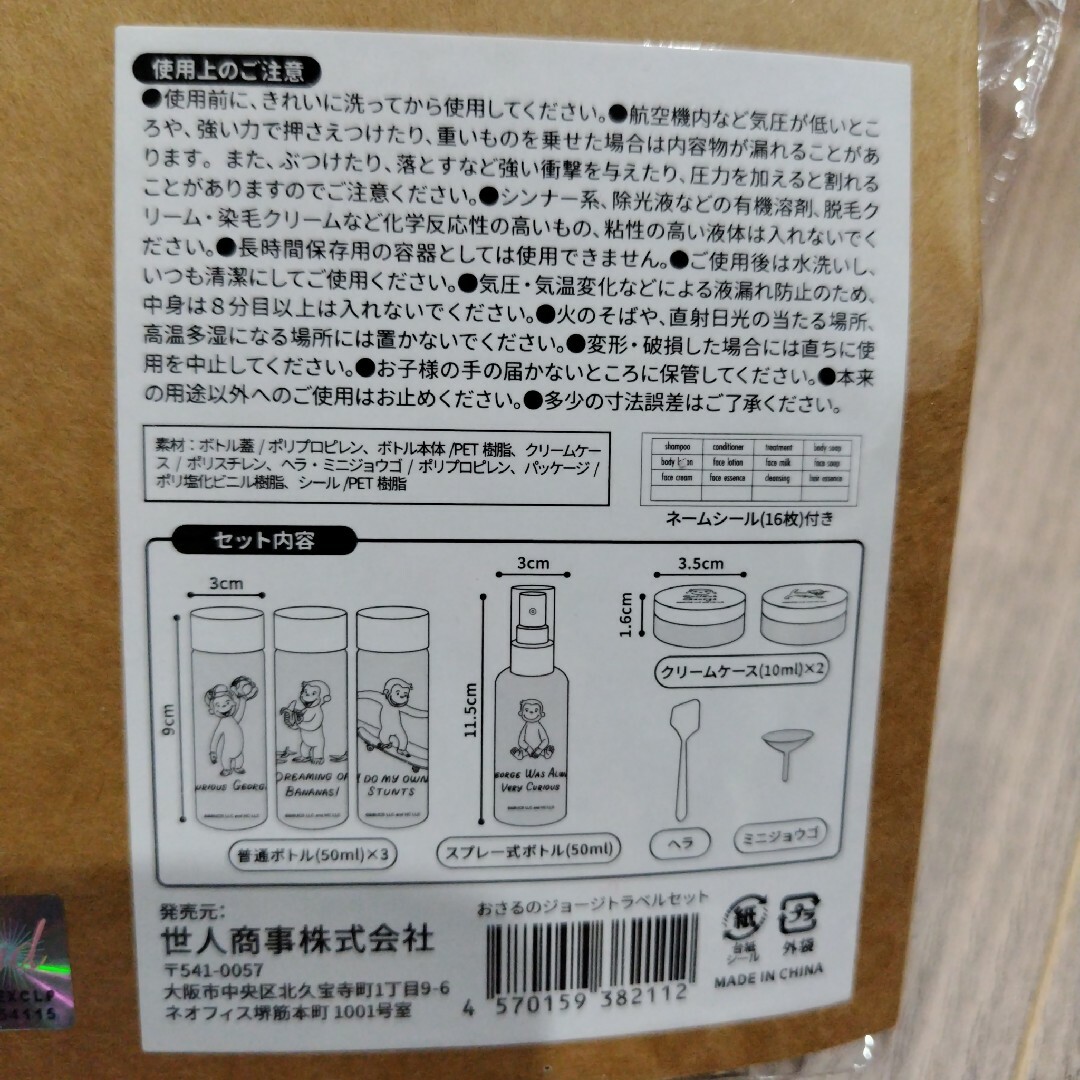 使用上のご注意
●使用前に、きれいに洗ってから使用してください。●航空機内など気圧が低いとこ
ろや、強い力で押さえつけたり、重いものを乗せた場合は内容物が漏れることがあ
ります。また、ぶつけたり、落とすなど強い衝撃を与えたり、圧力を加えると割れる
ことがありますのでご注意ください。●シンナー系、除光液などの有機溶剤、脱毛ク
リーム・染毛クリームなど化学反応性の高いもの、粘性の高い液体は入れないでく
ださい。●長時間保存用の容器としては使用できません。●ご使用後は水洗いし、
いつも清潔にしてご使用ください。●気圧・気温変化などによる液漏れ防止のため、
中身は8分目以上は入れないでください。●火のそばや、直射日光の当たる場所、
高温多湿になる場所には置かないでください。●変形・破損した場合には直ちに使
用を中止してください。●お子様の手の届かないところに保管してください。●本来
の用途以外へのご使用はお止めください。●多少の寸法誤差はご了承ください。
素材：ボトル蓋/ポリプロピレン、ボトル本体/PET樹脂、クリームケー
ス/ポリスチレン、ヘラ・ミニジョウゴ/ポリプロピレン、パッケージ/
ポリ塩化ビニル樹脂、シール/PET樹脂
shampoo conditioner treatment body soap
body face lotion face milk face soap
face cream face essence cleansing hair essence
ネームシール(16枚)付き
セット内容
3cm
3cm
3.5cm
1.6cm
9cm
11.5cm
クリームケース(10ml)×2
URIOUS GEORG
DREAMING OF
BANANAS!
I DO MY OWN
STUNTS
EORGE WAS ALW
VERY CURIOUS
普通ボトル(50ml)×3
スプレー式ボトル(50ml)
ヘラ
ミニジョウゴ
発売元：
世人商事株式会社
〒541-0057
大阪市中央区北久宝寺町1丁目9-6
ネオフィス堺筋本町1001号室
おさるのジョージトラベルセット
4 570159 382112
紙
台紙
シール
プラ
外袋
MADE IN CHINA
EXCLP
54115